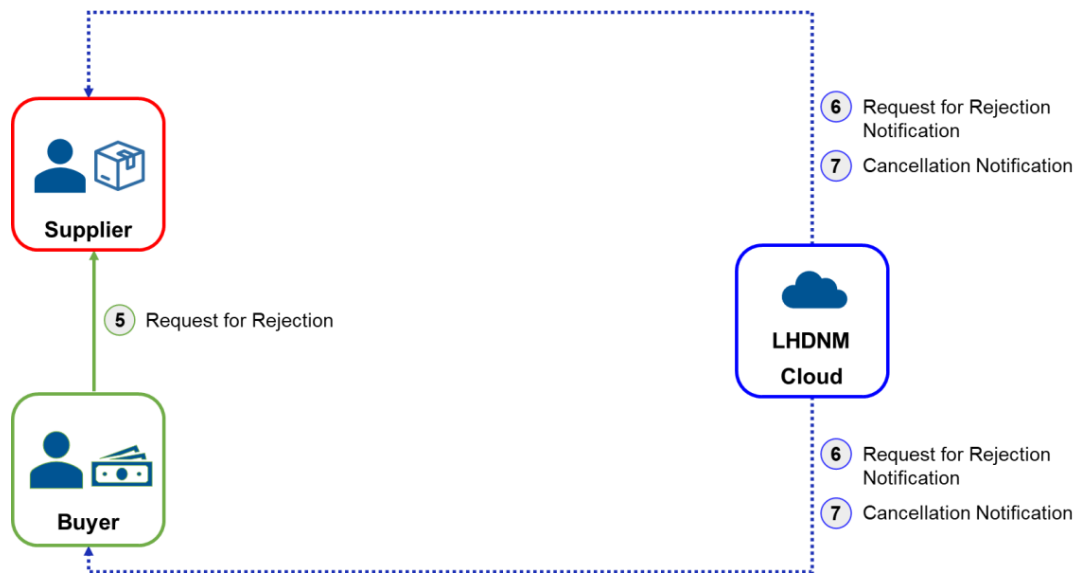 6 Request for Rejection
Notification
7 Cancellation Notification
Supplier
5 Request for Rejection
LHDNM
Cloud
6 Request for Rejection
Notification
7 Cancellation Notification
Buyer